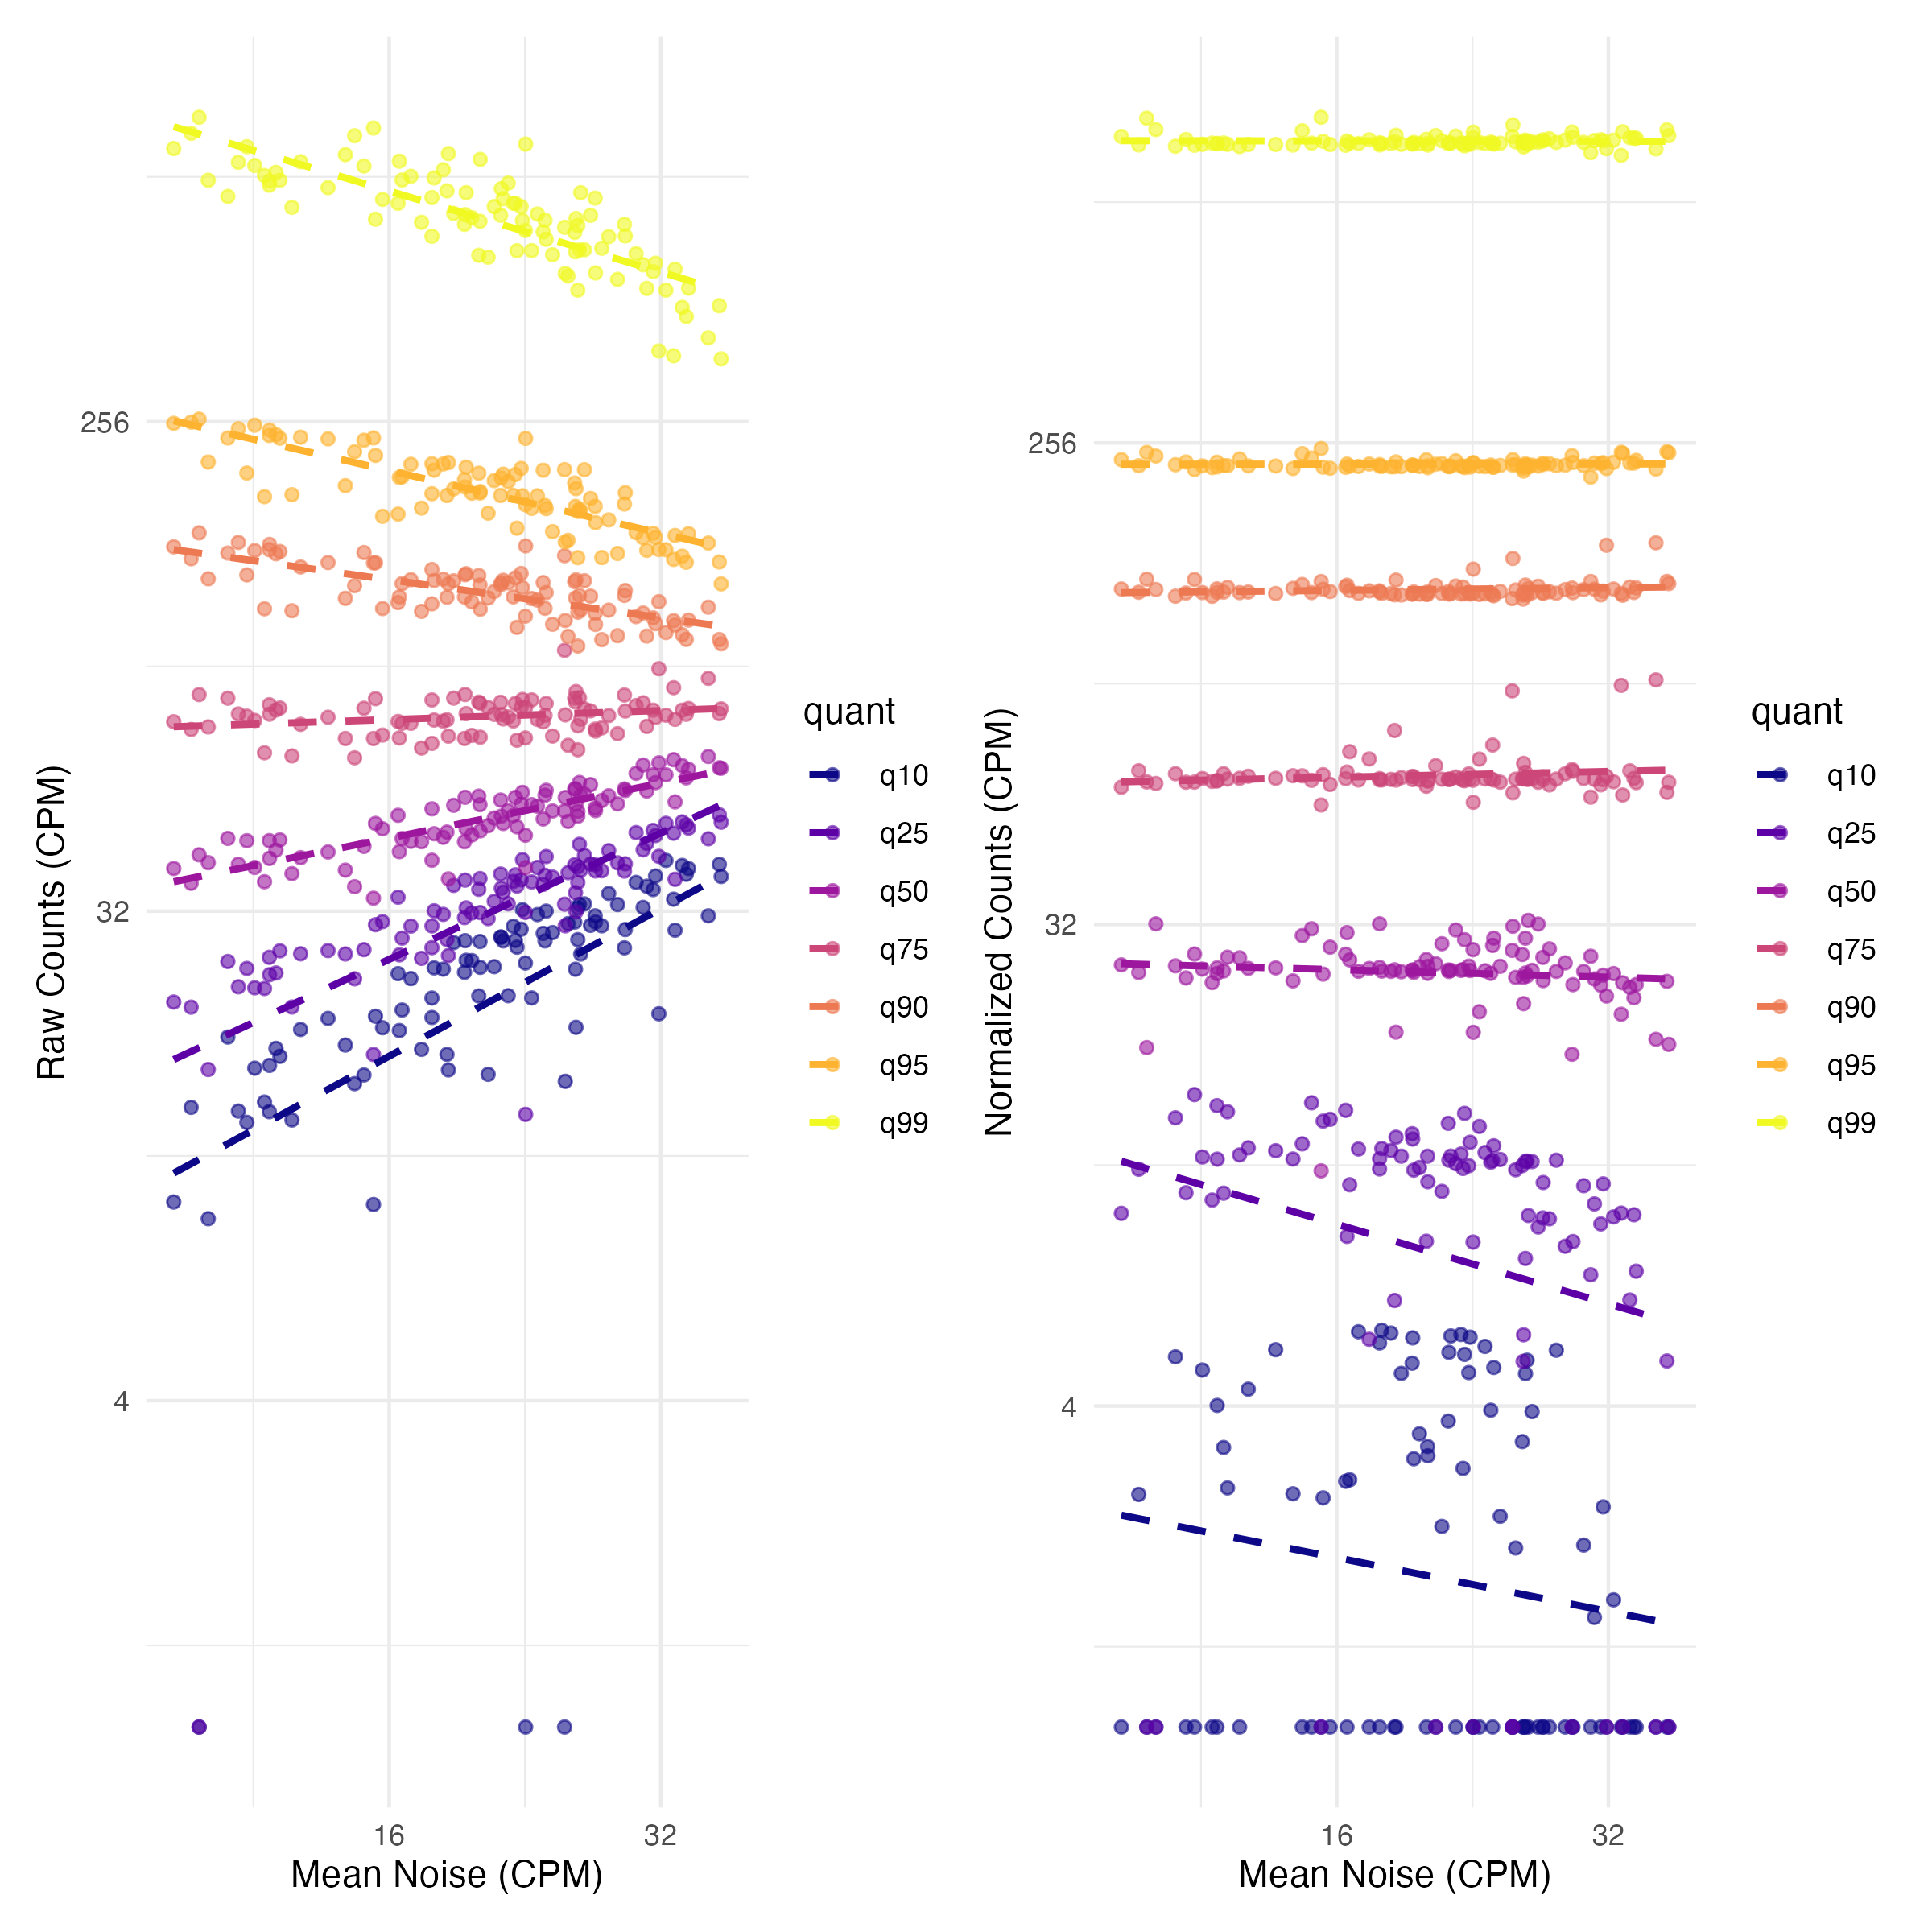 Raw Counts (CPM)
256
32
4
16
32
Mean Noise (CPM)
quant
q10
q25
q50
q75
q90
q95
q99
Normalized Counts (CPM)
256
32
4
16
32
Mean Noise (CPM)
quant
q10
q25
q50
q75
q90
q95
q99